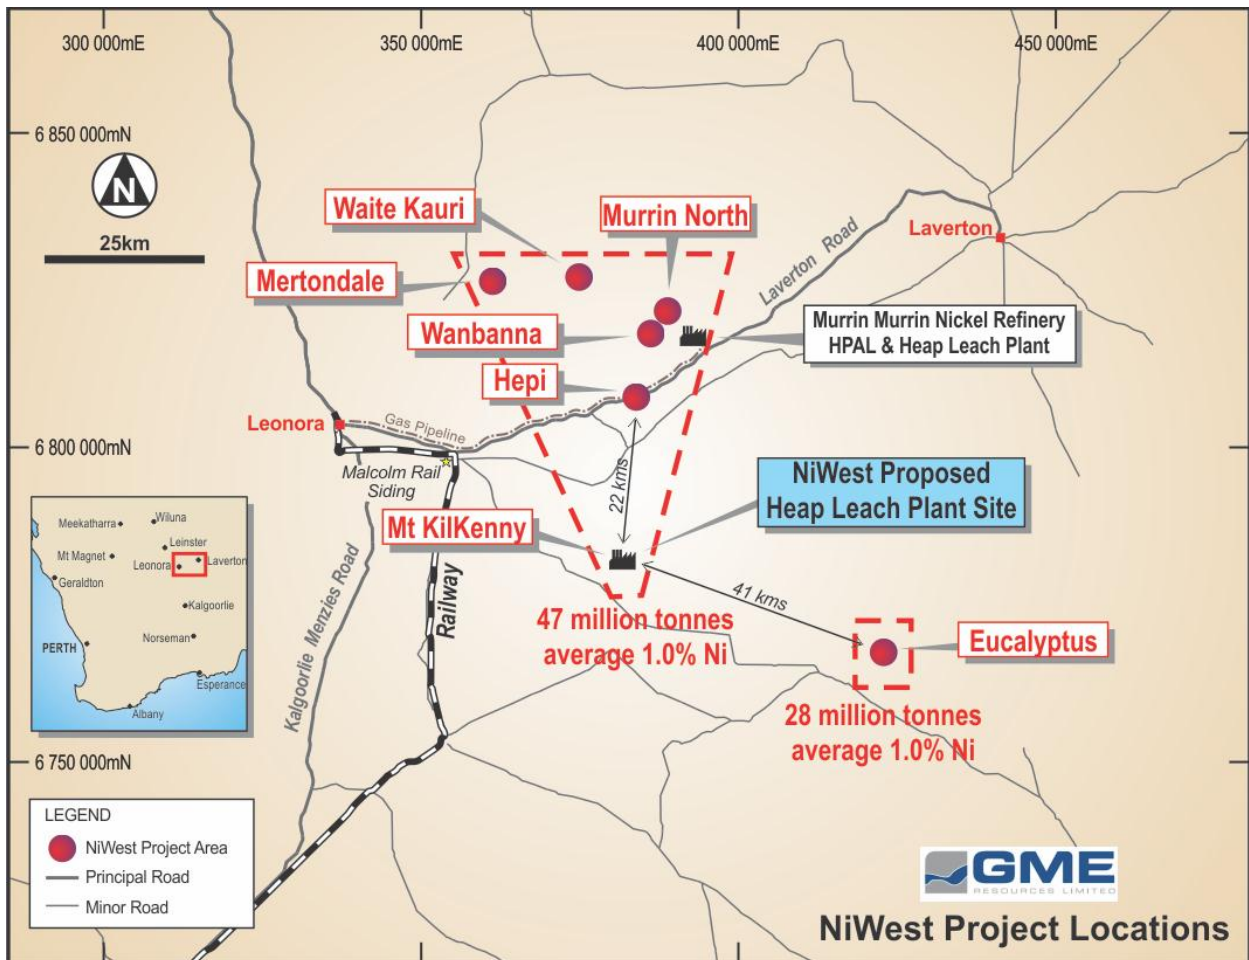 300 000mE
350 000mE
400 000mE
450 000mE
6 850 000mN
N
25km
Waite Kauri
Murrin North
Laverton
Laverton Road
Mertondale
Wanbanna
Murrin Murrin Nickel Refinery
HPAL & Heap Leach Plant
Hepi
Leonora
Gas Pipeline
6 800 000mN
Malcolm Rail
Siding
22 kms
NiWest Proposed
Heap Leach Plant Site
Mt KilKenny
Kalgoorlie Menzies Road
Railway
41 kms
47 million tonnes
average 1.0% Ni
Eucalyptus
28 million tonnes
average 1.0% Ni
Meekatharra
Wiluna
Leinster
Mt Magnet
Leonora
Laverton
Geraldton
Kalgoorlie
Norseman
PERTH
Esperance
Albany
6 750 000mN
LEGEND
NiWest Project Area
Principal Road
Minor Road
GME
RESOURCES LIMITED
NiWest Project Locations